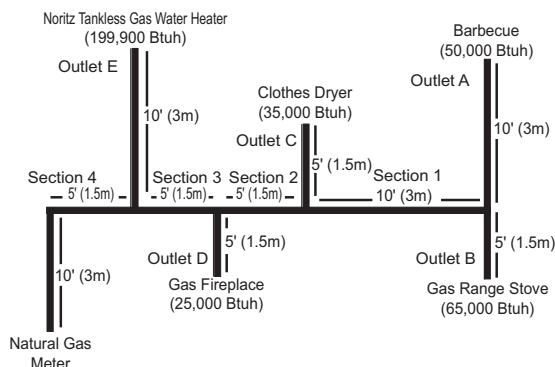 Noritz Tankless Gas Water Heater
(199,900 Btuh)
Outlet E
10' (3m)
Barbecue
(50,000 Btuh)
Outlet A
10' (3m)
Clothes Dryer
(35,000 Btuh)
Outlet C
5' (1.5m)
Section 4
5' (1.5m)
Section 3
5' (1.5m)
Section 2
5' (1.5m)
Section 1
10' (3m)
10' (3m)
Natural Gas
Meter
Outlet D
5' (1.5m)
Gas Fireplace
(25,000 Btuh)
Outlet B
5' (1.5m)
Gas Range Stove
(65,000 Btuh)